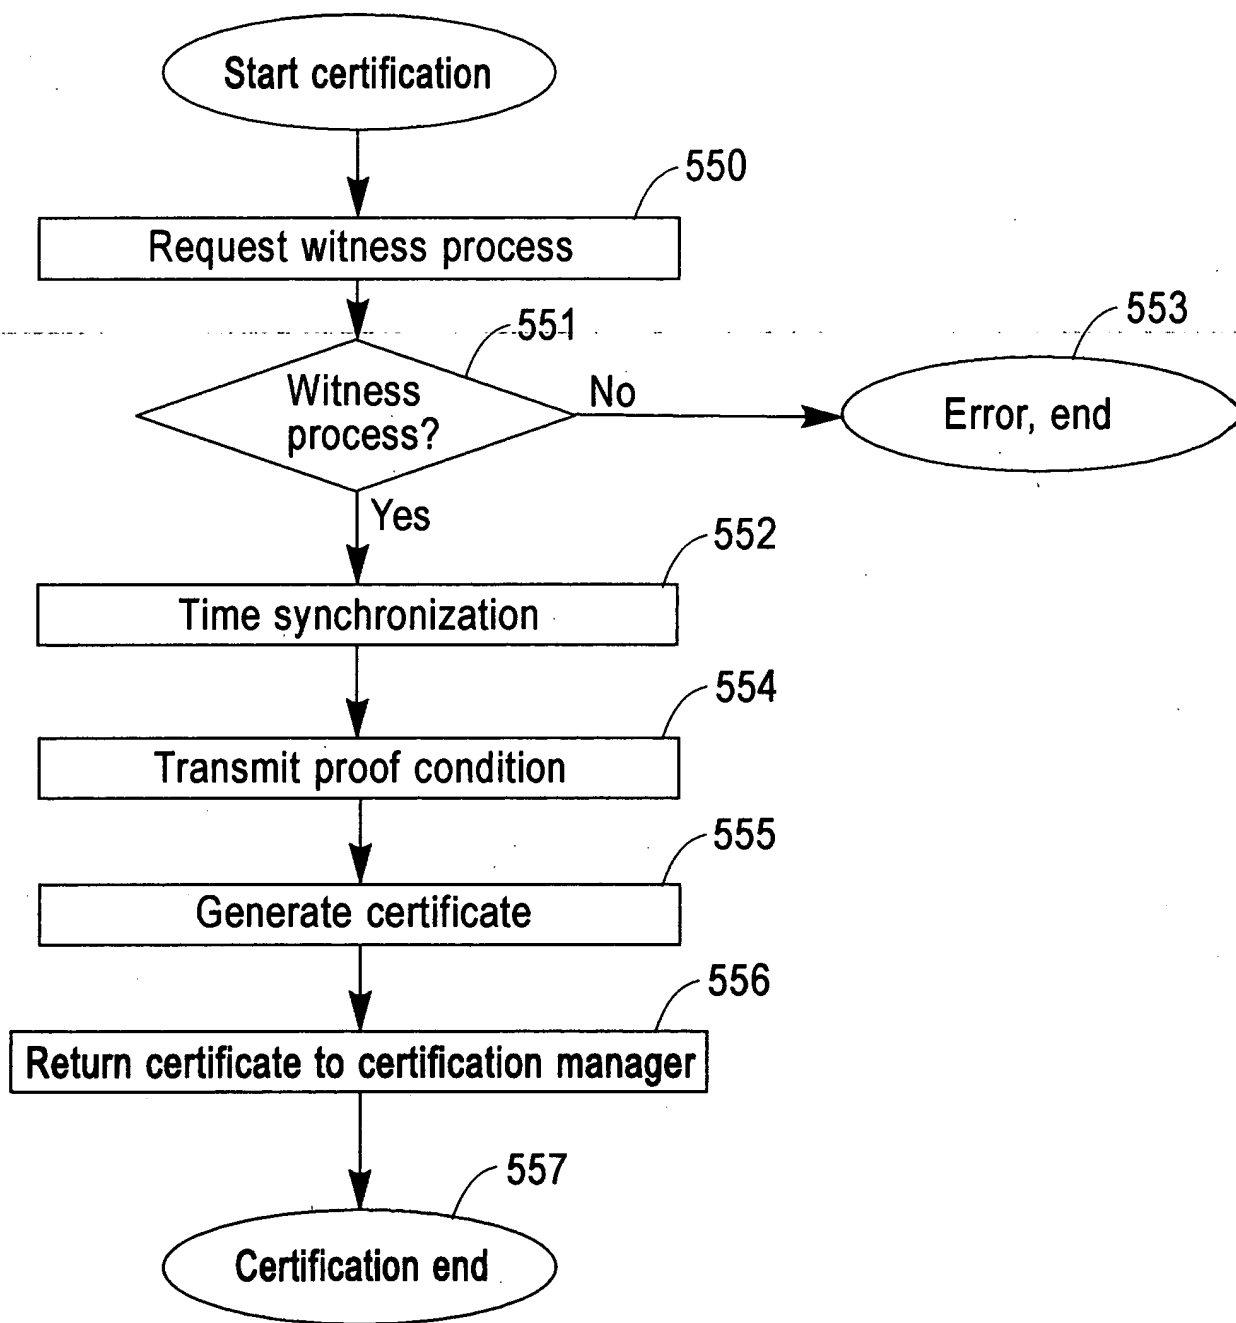 Start certification
550
Request witness process
551
553
Witness
process?
No
Error, end
Yes
552
Time synchronization
554
Transmit proof condition
555
Generate certificate
556
Return certificate to certification manager
557
Certification end